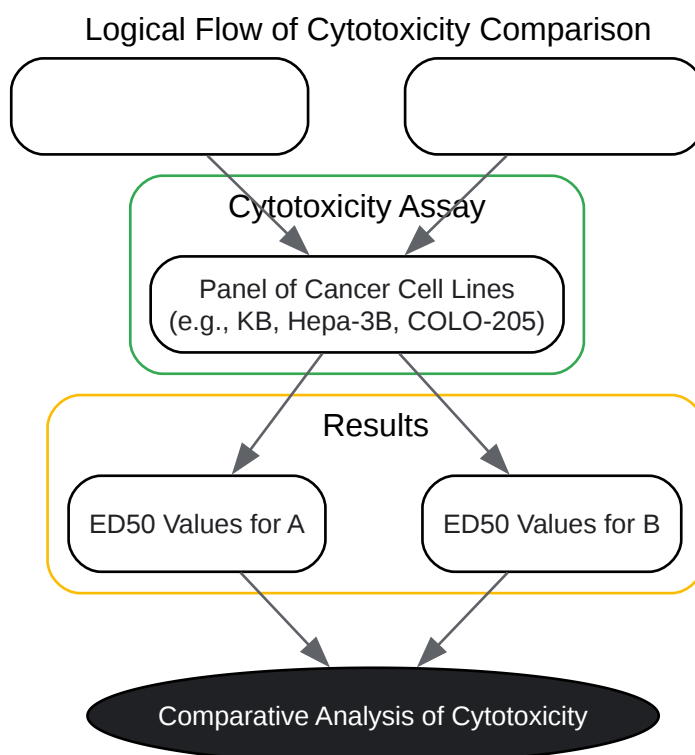 Logical Flow of Cytotoxicity Comparison
Cytotoxicity Assay
Panel of Cancer Cell Lines
(e.g., KB, Hepa-3B, COLO-205)
Results
ED50 Values for A
ED50 Values for B
Comparative Analysis of Cytotoxicity